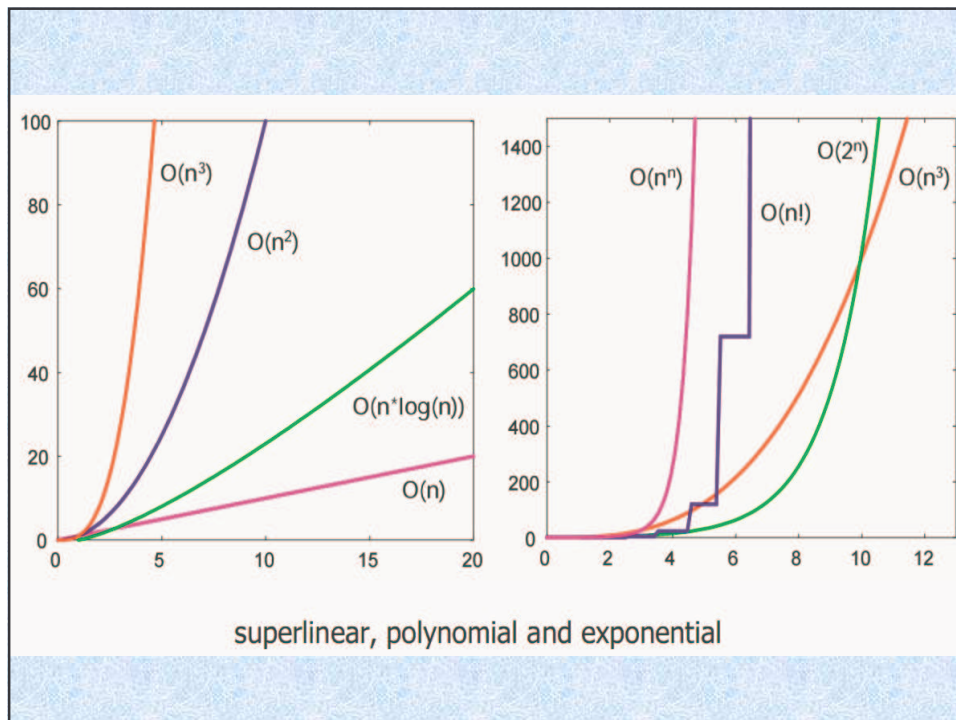 100
80
60
40
20
0
0 5 10 15 20
O(n³)
O(n²)
O(n*log(n))
O(n)
1400
1200
1000
800
600
400
200
0
0 2 4 6 8 10 12
O(nⁿ)
O(n!)
O(2ⁿ)
O(n³)
superlinear, polynomial and exponential